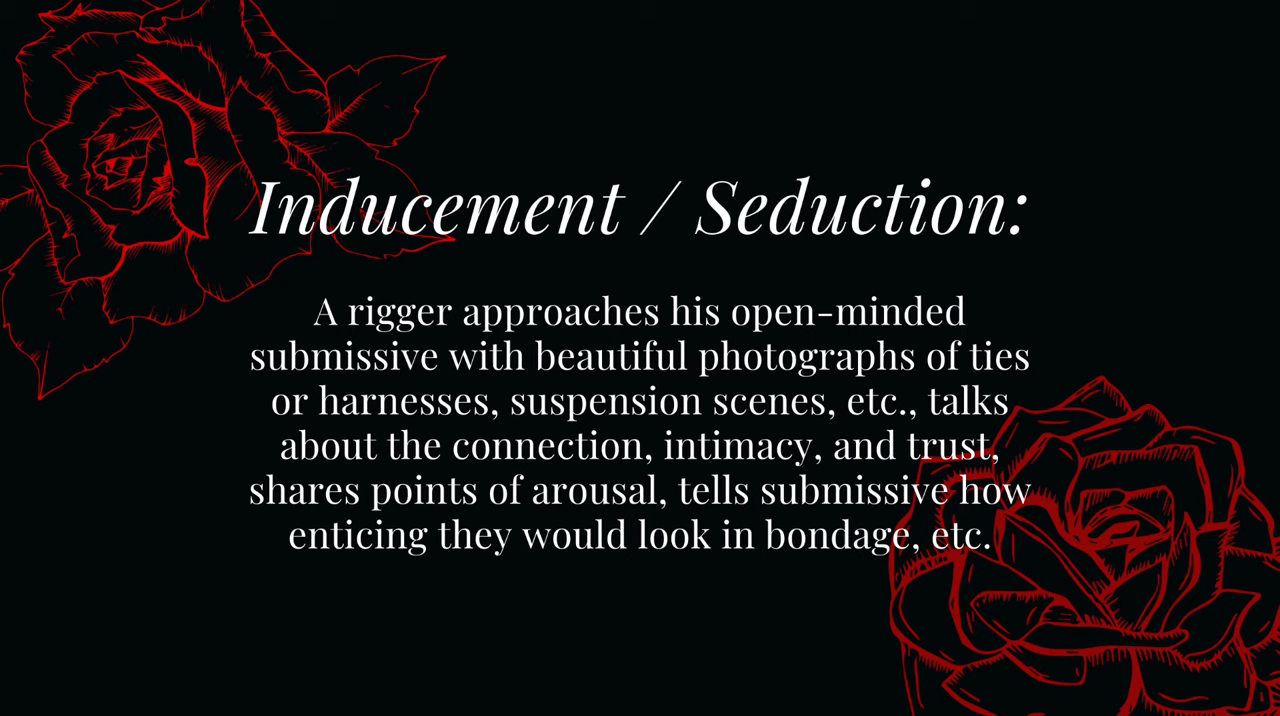 Inducement / Seduction:
A rigger approaches his open-minded
submissive with beautiful photographs of ties
or harnesses, suspension scenes, etc., talks
about the connection, intimacy, and trust,
shares points of arousal, tells submissive how
enticing they would look in bondage, etc.